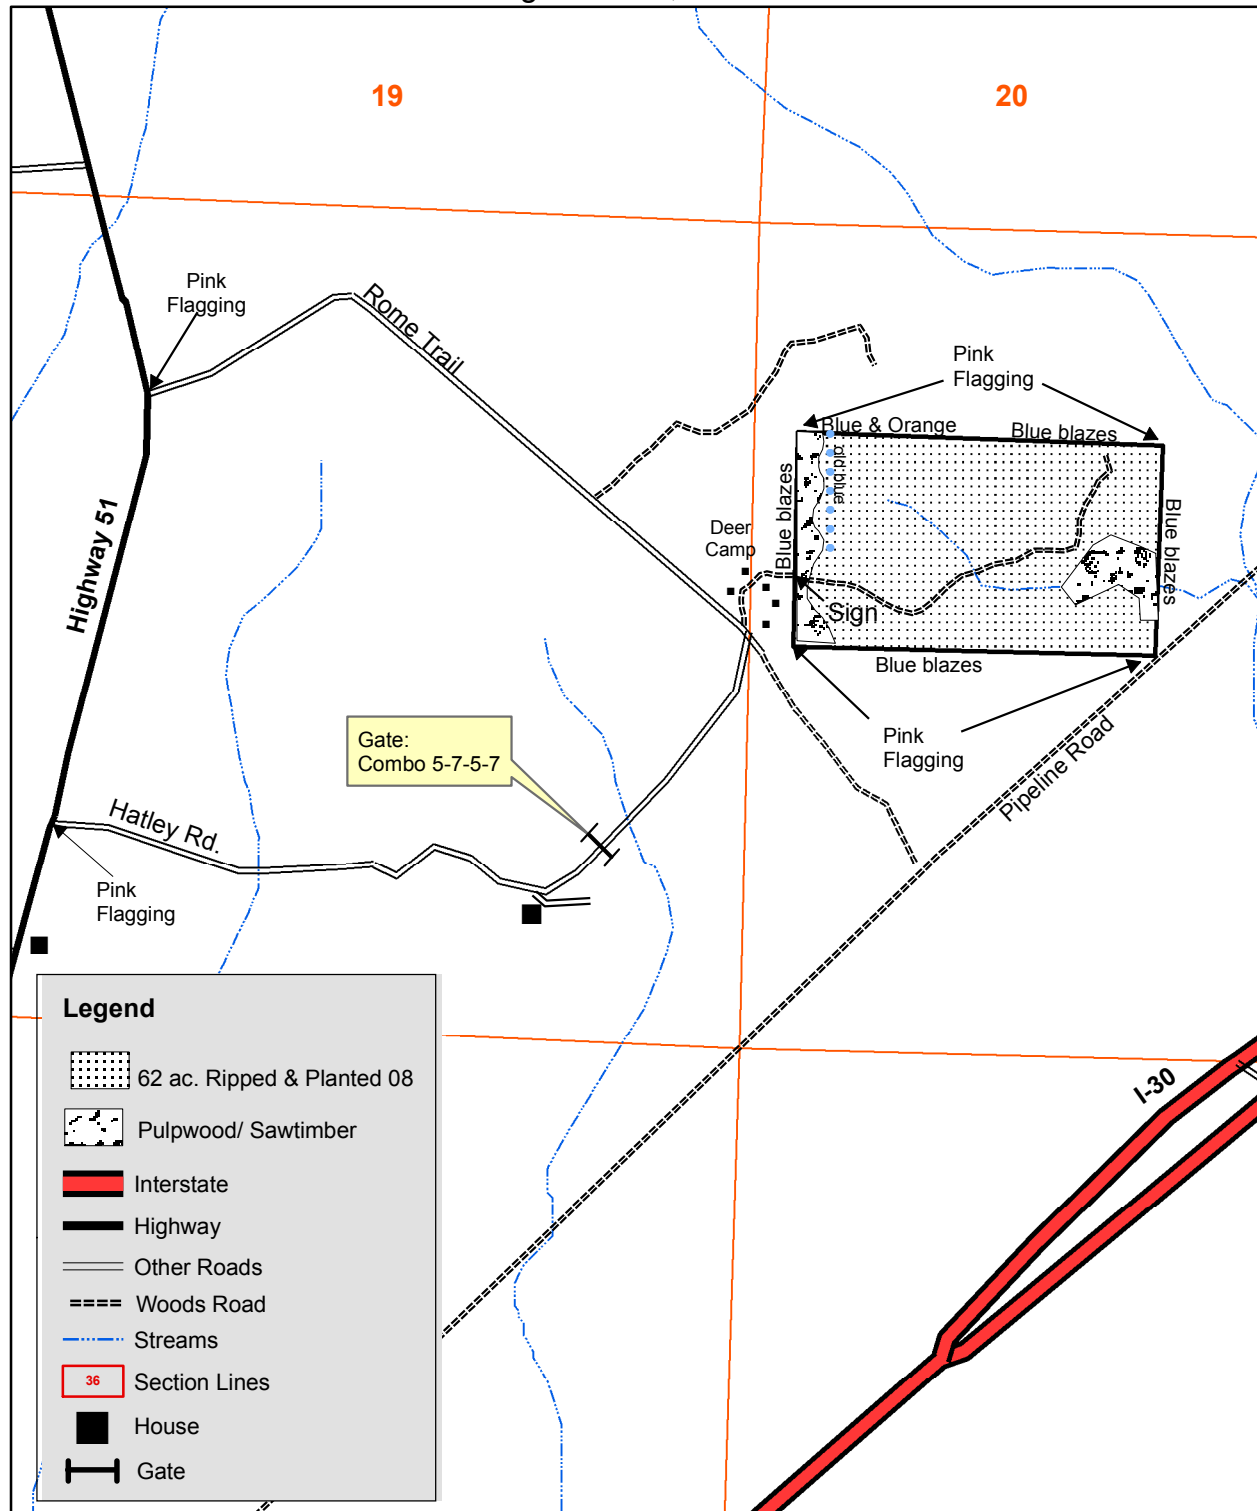 19
20
Pink
Flagging
Rome Trail
Pink
Flagging
Blue & Orange
Blue blazes
old blue
Blue blazes
Blue blazes
Highway 51
Deer
Camp
Sign
Blue blazes
Gate:
Combo 5-7-5-7
Pink
Flagging
Pipeline Road
Hatley Rd.
Pink
Flagging
I-30
Legend
62 ac. Ripped & Planted 08
Pulpwood/ Sawtimber
Interstate
Highway
Other Roads
Woods Road
Streams
36
Section Lines
House
Gate